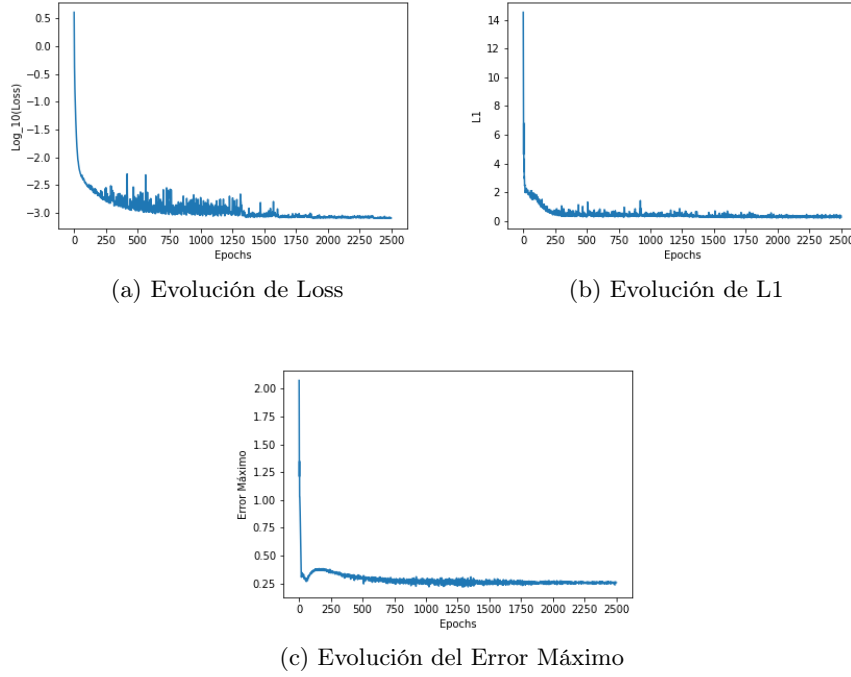 0.5
0.0
−0.5
−1.0
−1.5
−2.0
−2.5
−3.0
Log_10(Loss)
0 250 500 750 1000 1250 1500 1750 2000 2250 2500
Epochs
(a) Evolución de Loss
14
12
10
8
6
4
2
0
L1
0 250 500 750 1000 1250 1500 1750 2000 2250 2500
Epochs
(b) Evolución de L1
2.00
1.75
1.50
1.25
1.00
0.75
0.50
0.25
Error Máximo
0 250 500 750 1000 1250 1500 1750 2000 2250 2500
Epochs
(c) Evolución del Error Máximo